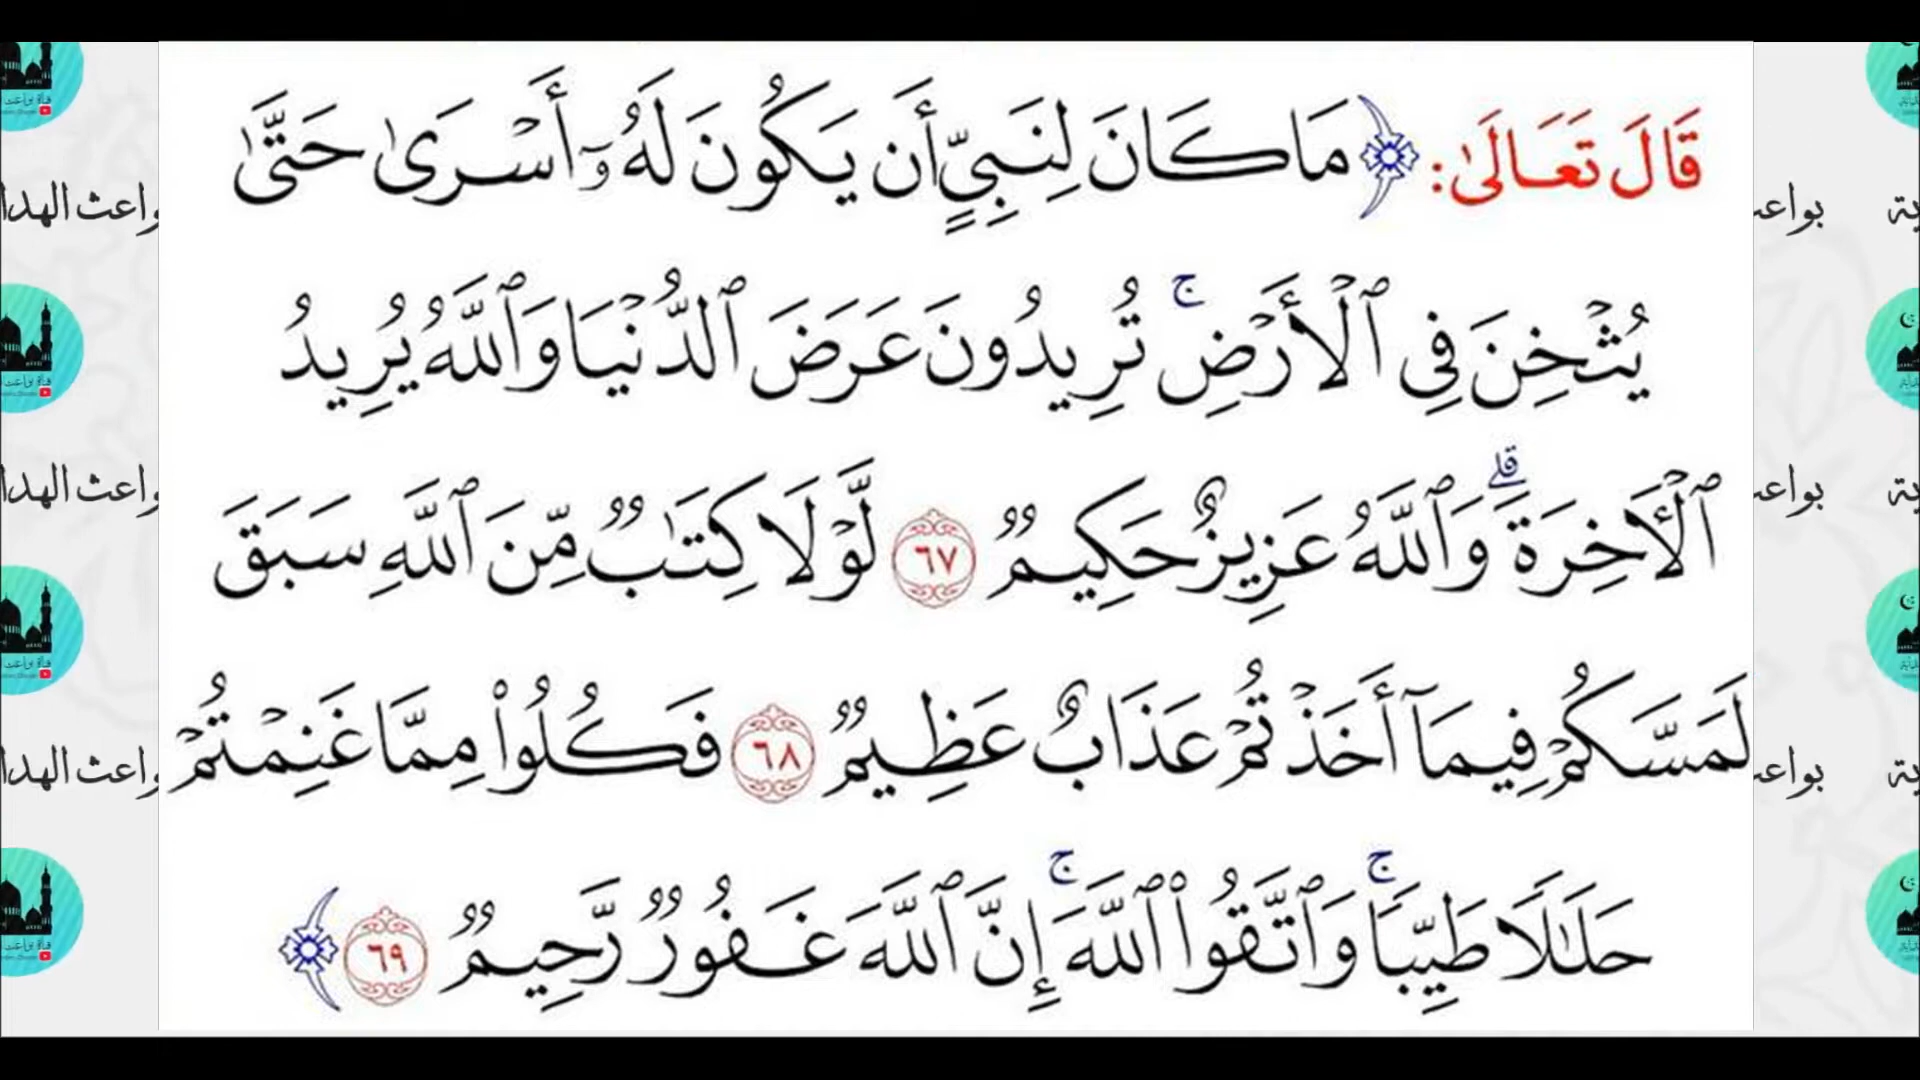 قَالَ تَعَالَىٰ: ﴿مَا كَانَ لِنَبِيٍّ أَن يَكُونَ لَهُۥٓ أَسۡرَىٰ حَتَّىٰ
يُثۡخِنَ فِي ٱلۡأَرۡضِۚ تُرِيدُونَ عَرَضَ ٱلدُّنۡيَا وَٱللَّهُ يُرِيدُ
ٱلۡأٓخِرَةَۗ وَٱللَّهُ عَزِيزٌ حَكِيمٞ ٦٧ لَّوۡلَا كِتَٰبٞ مِّنَ ٱللَّهِ سَبَقَ
لَمَسَّكُمۡ فِيمَآ أَخَذۡتُمۡ عَذَابٌ عَظِيمٞ ٦٨ فَكُلُواْ مِمَّا غَنِمۡتُمۡ
حَلَٰلٗا طَيِّبٗاۚ وَٱتَّقُواْ ٱللَّهَۚ إِنَّ ٱللَّهَ غَفُورٞ رَّحِيمٞ ٦٩﴾